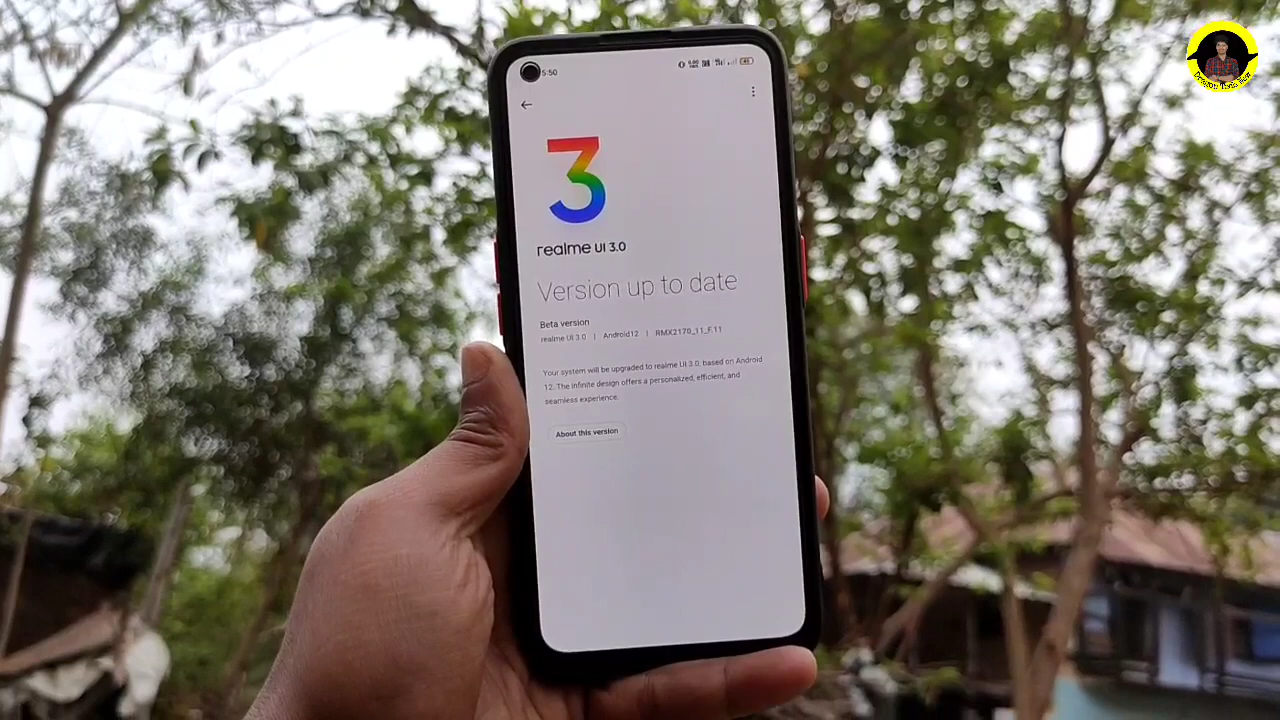 5:50
3
realme UI 3.0
Version up to date
Beta version
realme UI 3.0 | Android12 | RMX2170_11_F.11
Your system will be upgraded to realme UI 3.0, based on Android
12. The infinite design offers a personalized, efficient, and
seamless experience.
About this version